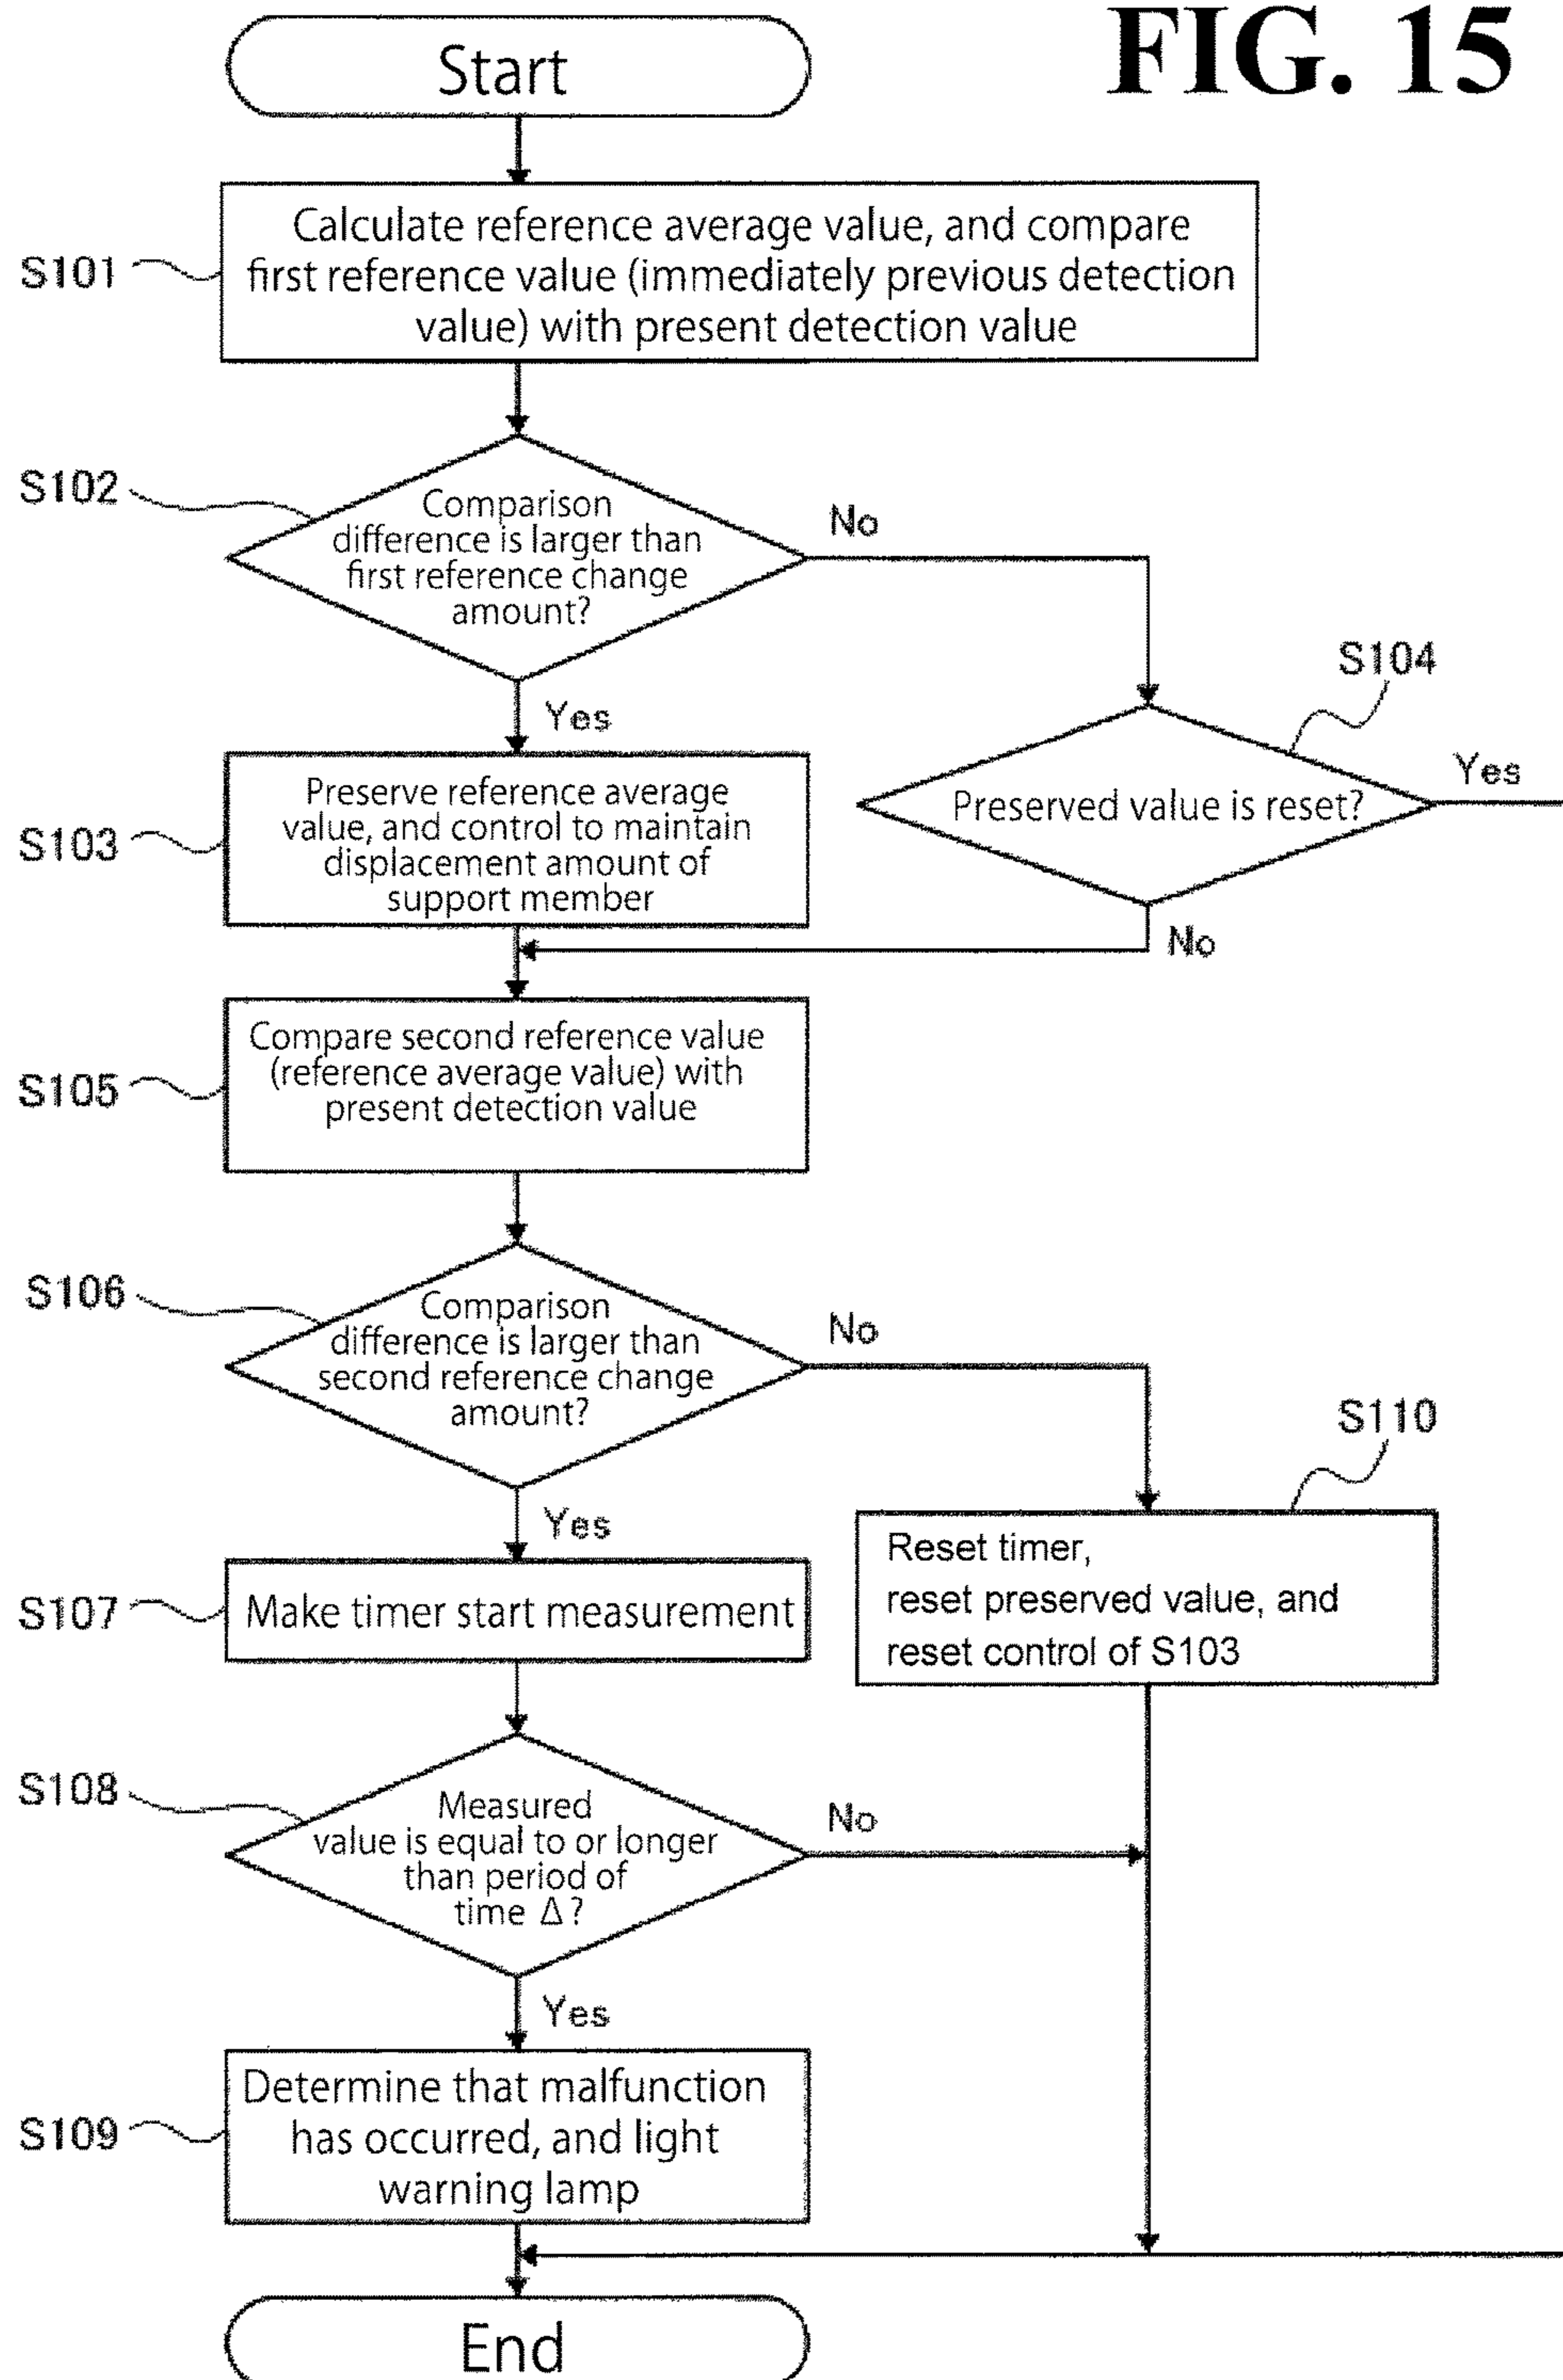 FIG. 15
Start
S101
Calculate reference average value, and compare
first reference value (immediately previous detection
value) with present detection value
S102
Comparison
difference is larger than
first reference change
amount?
No
Yes
S104
Preserved value is reset?
Yes
No
S103
Preserve reference average
value, and control to maintain
displacement amount of
support member
S105
Compare second reference value
(reference average value) with
present detection value
S106
Comparison
difference is larger than
second reference change
amount?
No
Yes
S110
Reset timer,
reset preserved value, and
reset control of S103
S107
Make timer start measurement
S108
Measured
value is equal to or longer
than period of
time Δ?
No
Yes
S109
Determine that malfunction
has occurred, and light
warning lamp
End